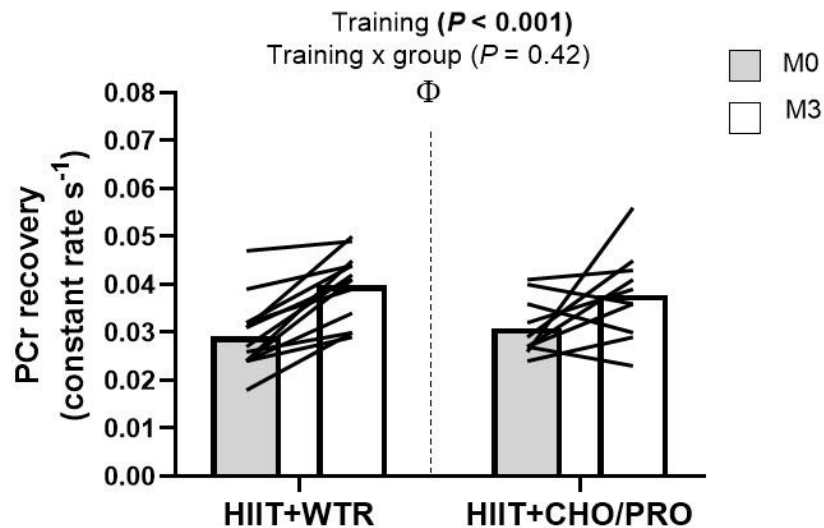 Training (P < 0.001)
Training x group (P = 0.42)
Φ
M0
M3
PCr recovery
(constant rate s⁻¹)
0.08
0.07
0.06
0.05
0.04
0.03
0.02
0.01
0.00
HIIT+WTR
HIIT+CHO/PRO